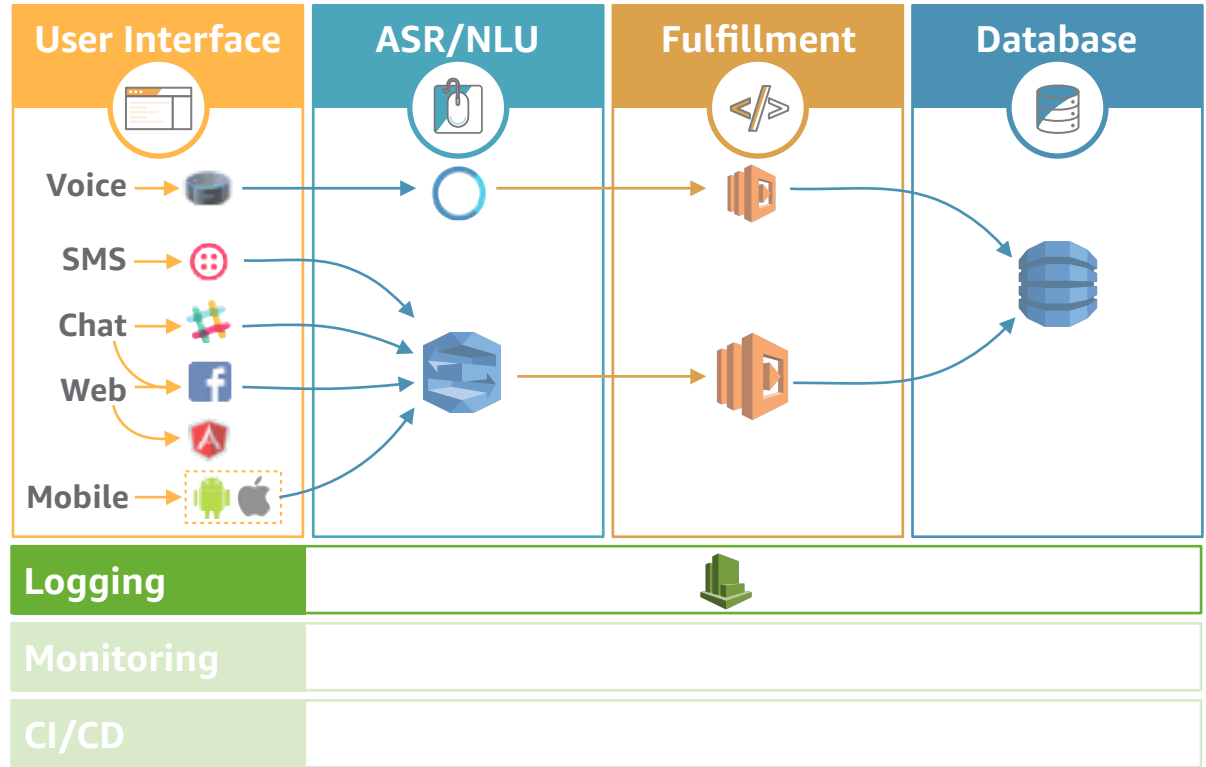 User Interface
ASR/NLU
Fulfillment
Database
Voice
SMS
Chat
Web
Mobile
Logging
Monitoring
CI/CD